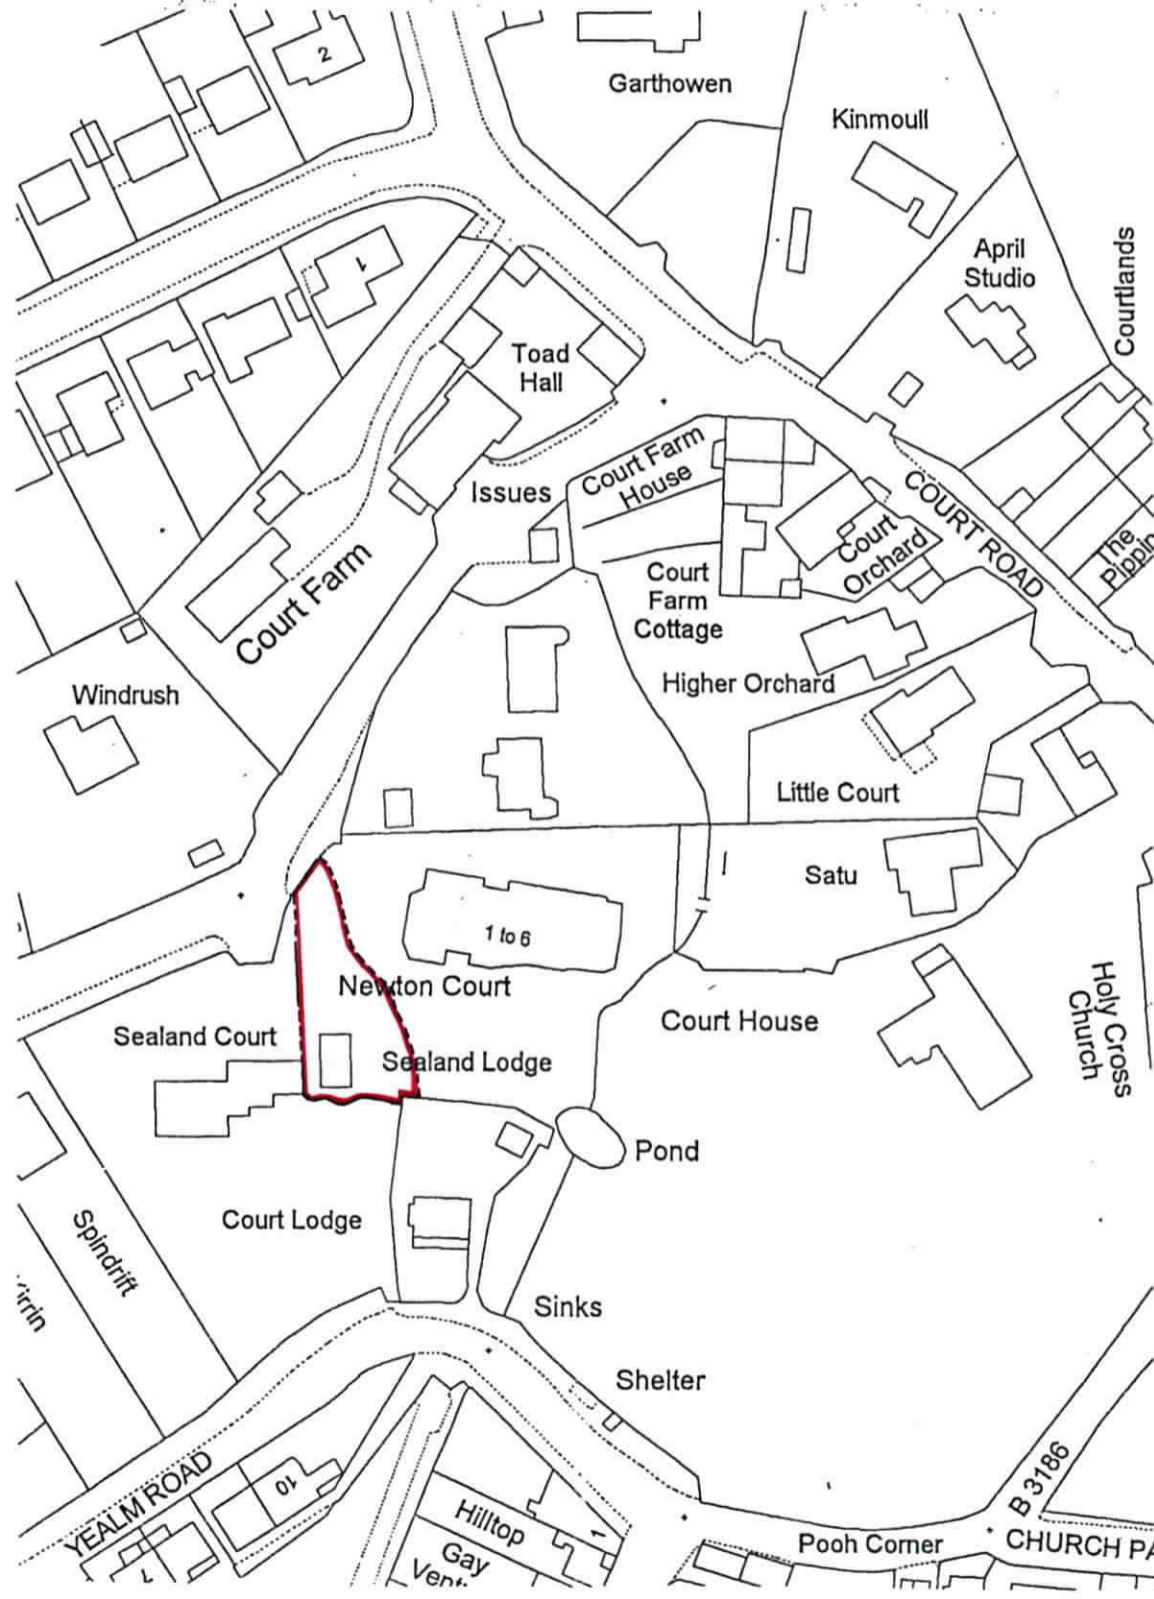 2
Garthowen
Kinmoull
April
Studio
Courtlands
1
Toad
Hall
Issues
Court Farm
House
COURT ROAD
Court
Orchard
The
Court Farm
Court
Farm
Cottage
Higher Orchard
Windrush
Little Court
Satu
1 to 6
Newton Court
Sealand Court
Sealand Lodge
Court House
Holy Cross
Church
Pond
Court Lodge
Spindrift
Sinks
Shelter
YEALM ROAD
10
Hilltop
1
Gay
B 3186
Pooh Corner
CHURCH PA
7